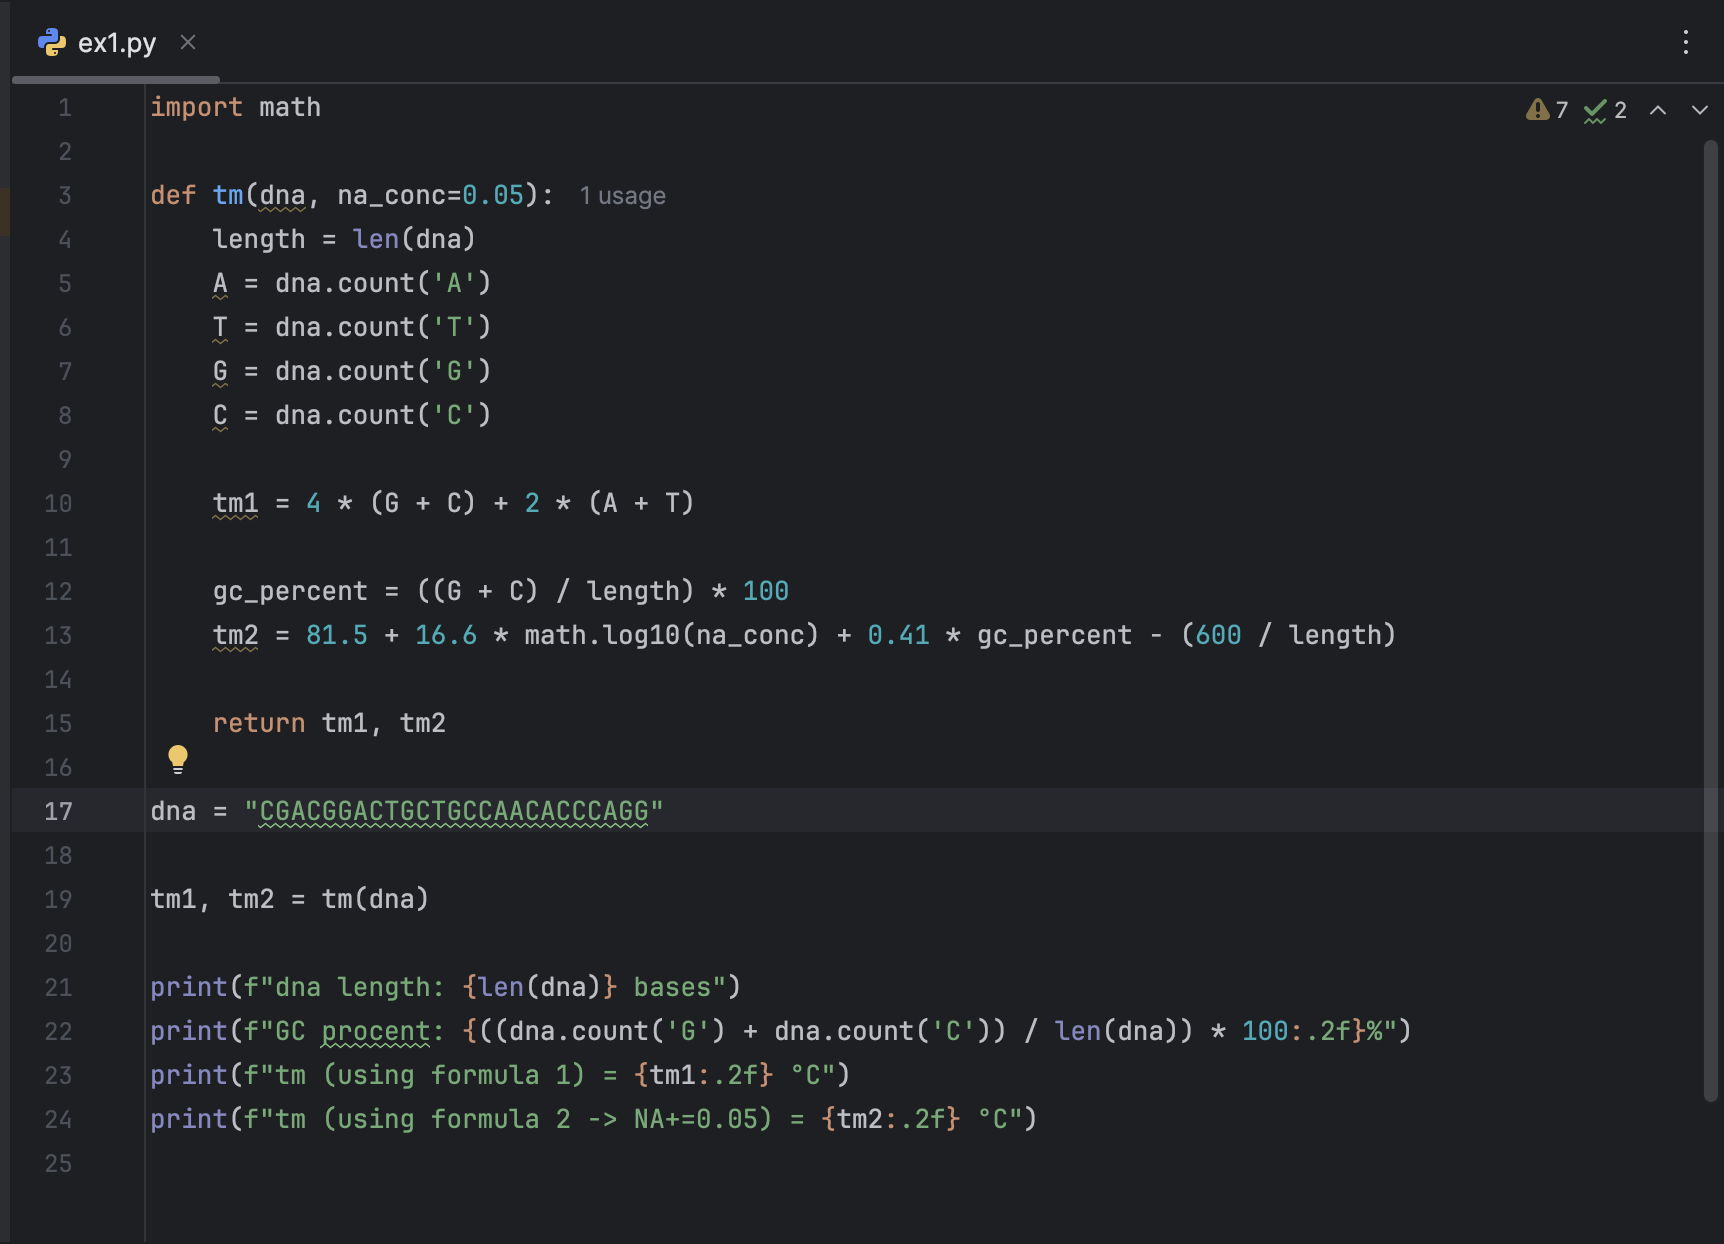 ex1.py
7 2
1 import math
2
3 def tm(dna, na_conc=0.05): 1 usage
4     length = len(dna)
5     A = dna.count('A')
6     T = dna.count('T')
7     G = dna.count('G')
8     C = dna.count('C')
9
10     tm1 = 4 * (G + C) + 2 * (A + T)
11
12     gc_percent = ((G + C) / length) * 100
13     tm2 = 81.5 + 16.6 * math.log10(na_conc) + 0.41 * gc_percent - (600 / length)
14
15     return tm1, tm2
16
17 dna = "CGACGGACTGCTGCCAACACCCAGG"
18
19 tm1, tm2 = tm(dna)
20
21 print(f"dna length: {len(dna)} bases")
22 print(f"GC procent: {((dna.count('G') + dna.count('C')) / len(dna)) * 100:.2f}%")
23 print(f"tm (using formula 1) = {tm1:.2f} °C")
24 print(f"tm (using formula 2 -> NA+=0.05) = {tm2:.2f} °C")
25